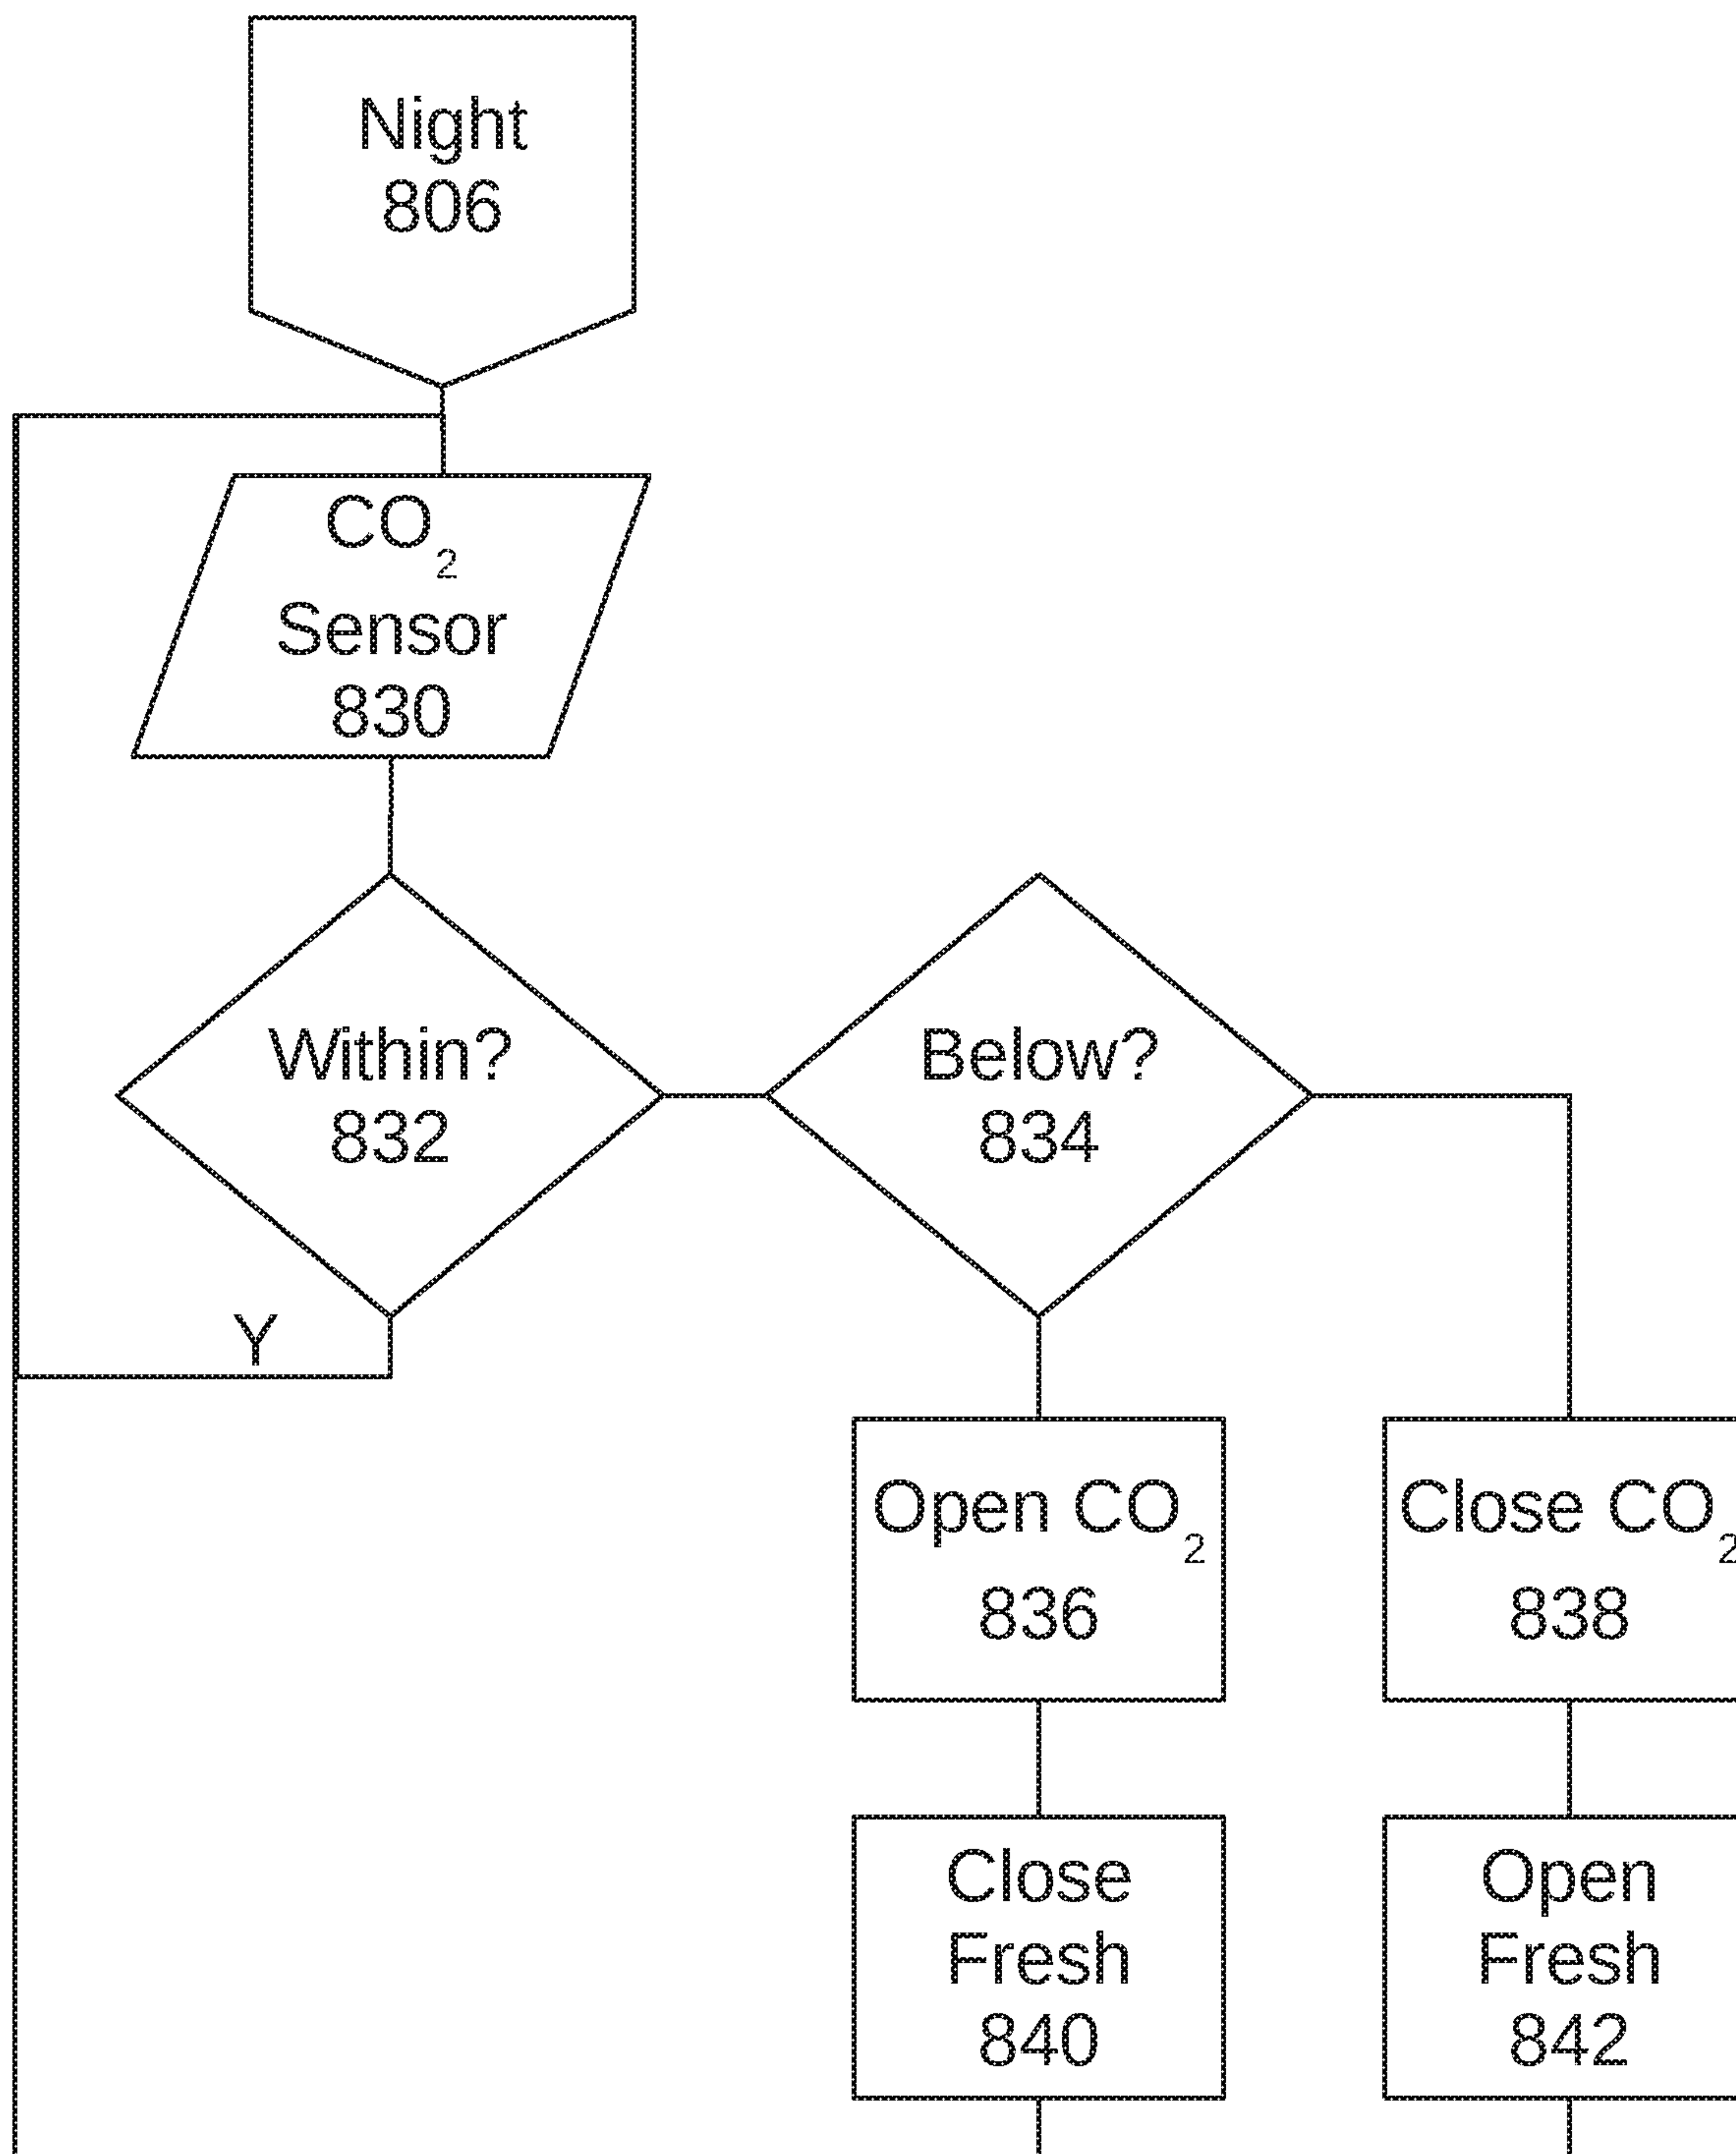 Night
806
CO₂
Sensor
830
Within?
832
Below?
834
Y
Open CO₂
836
Close CO₂
838
Close
Fresh
840
Open
Fresh
842